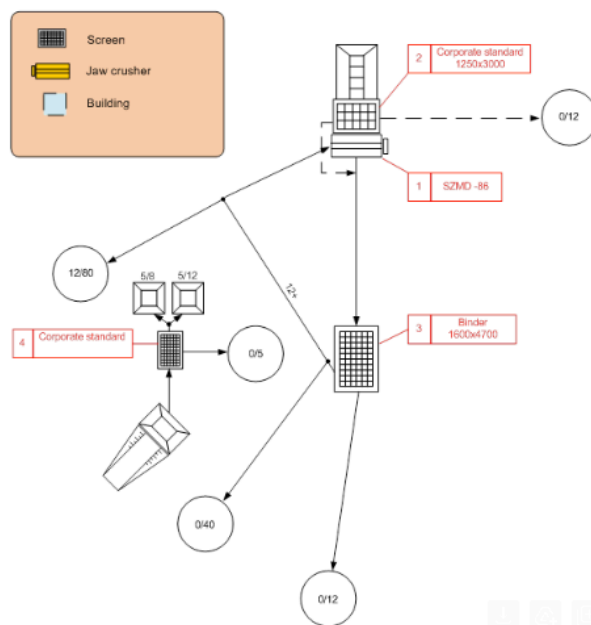 Screen
Jaw crusher
Building
2 Corporate standard
1250x3000
0/12
1 SZMD -86
12/80
5/8 5/12
12+
4 Corporate standard
0/5
3 Binder
1600x4700
0/40
0/12